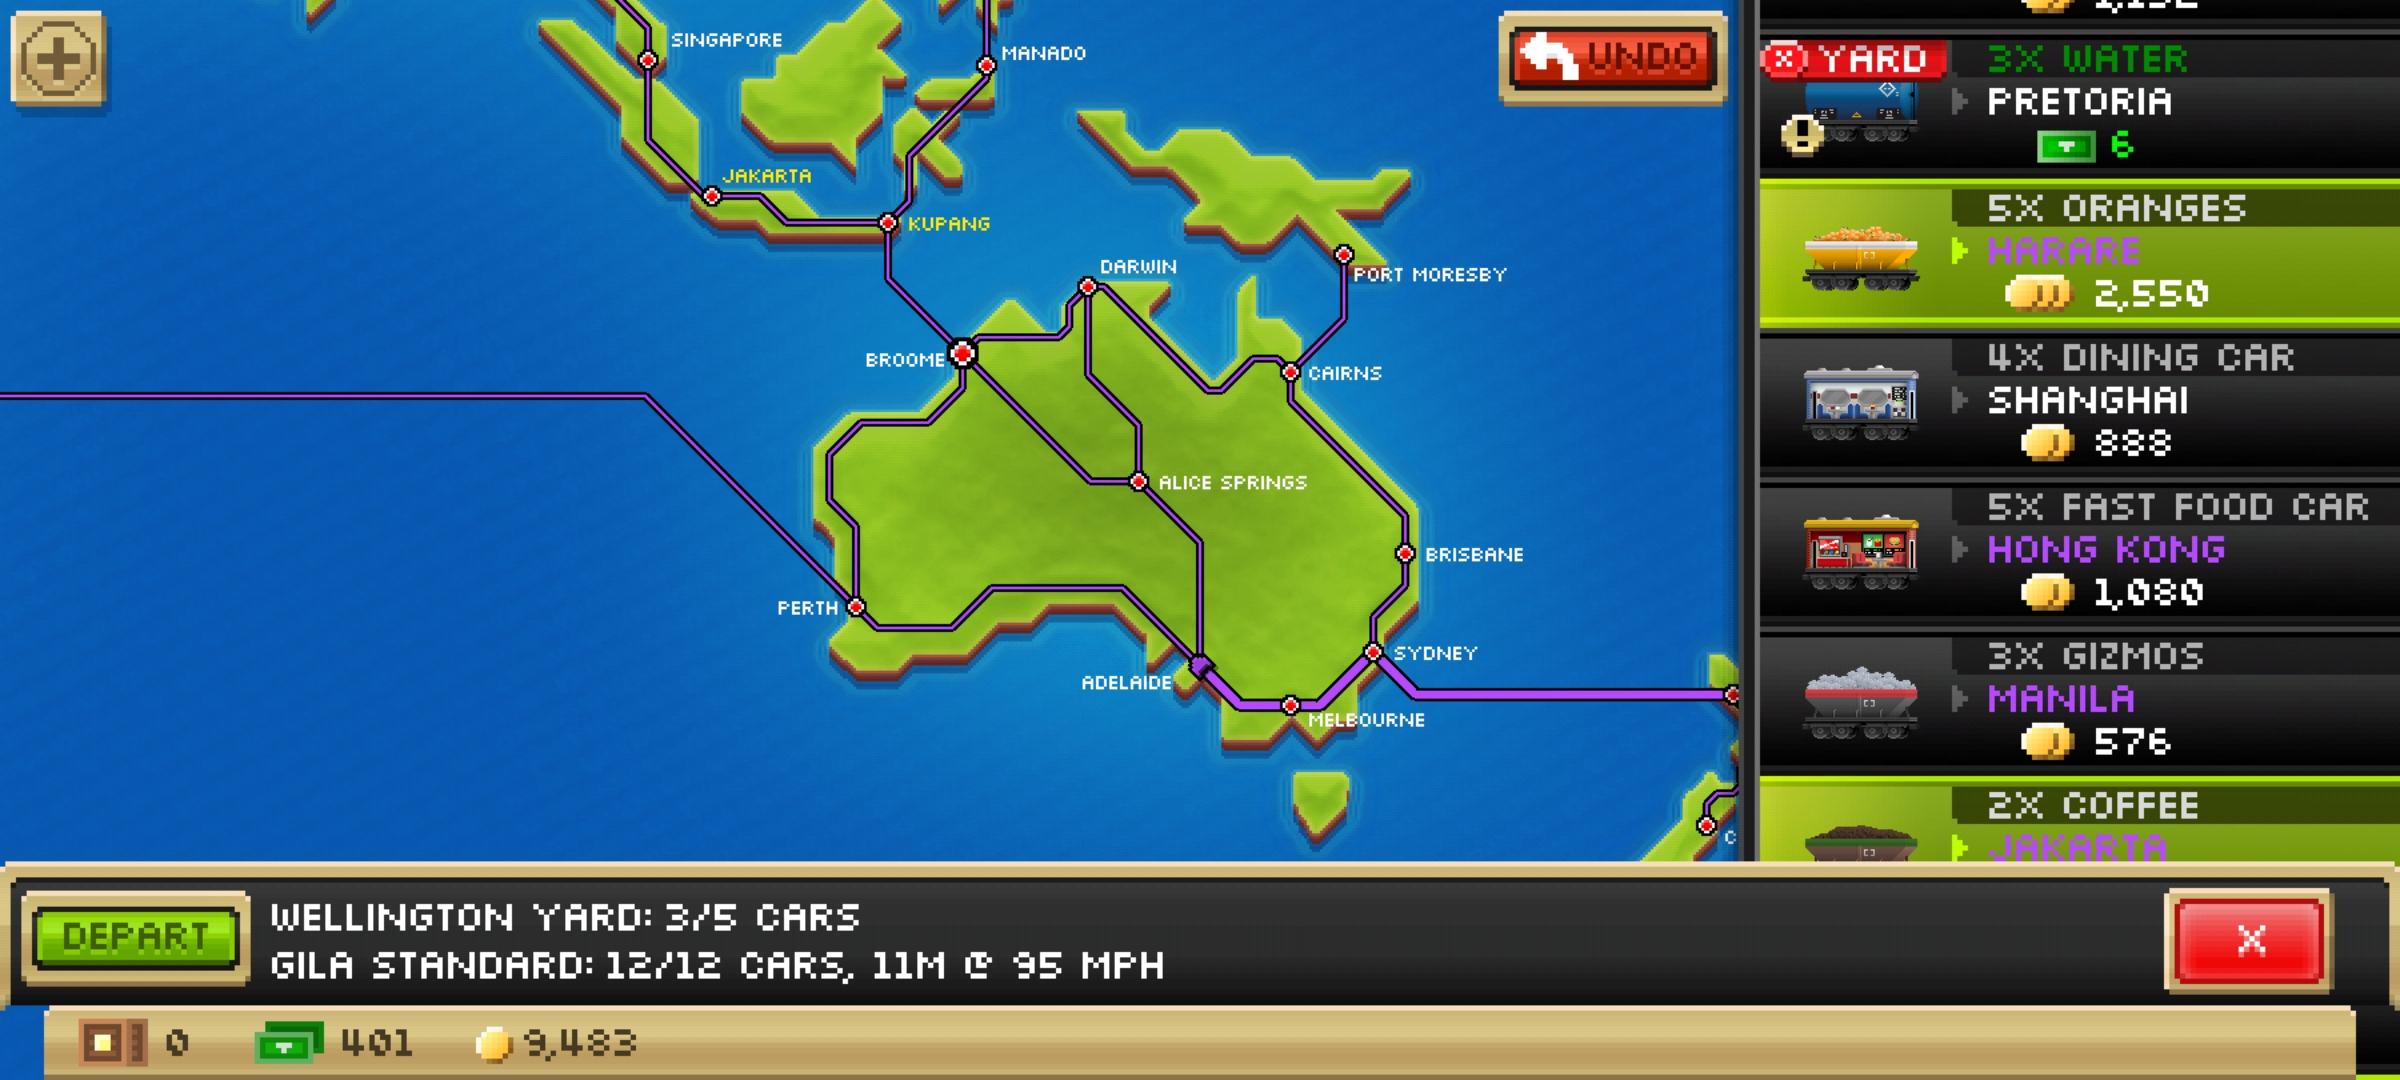 1,152
SINGAPORE
MANADO
UNDO
YARD
3X WATER
PRETORIA
6
JAKARTA
KUPANG
5X ORANGES
HARARE
2,550
DARWIN
PORT MORESBY
BROOME
CAIRNS
4X DINING CAR
SHANGHAI
888
ALICE SPRINGS
5X FAST FOOD CAR
HONG KONG
1,080
BRISBANE
PERTH
SYDNEY
ADELAIDE
MELBOURNE
3X GIZMOS
MANILA
576
2X COFFEE
JAKARTA
C
DEPART
WELLINGTON YARD: 3/5 CARS
GILA STANDARD: 12/12 CARS, 11M @ 95 MPH
X
0
401
9,483